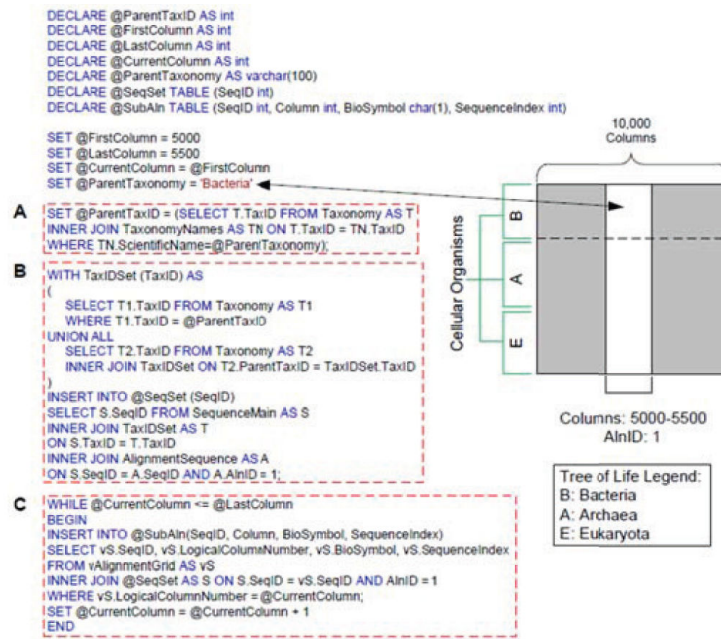 DECLARE @ParentTaxID AS int
DECLARE @FirstColumn AS int
DECLARE @LastColumn AS int
DECLARE @CurrentColumn AS int
DECLARE @ParentTaxonomy AS varchar(100)
DECLARE @SeqSet TABLE (SeqID int)
DECLARE @SubAln TABLE (SeqID int, Column int, BioSymbol char(1), SequenceIndex int)
SET @FirstColumn = 5000
SET @LastColumn = 5500
SET @CurrentColumn = @FirstColumn
SET @ParentTaxonomy = 'Bacteria'
A
SET @ParentTaxID = (SELECT T.TaxID FROM Taxonomy AS T
INNER JOIN TaxonomyNames AS TN ON T.TaxID = TN.TaxID
WHERE TN.ScientificName=@ParentTaxonomy);
B
WITH TaxIDSet (TaxID) AS
(
SELECT T1.TaxID FROM Taxonomy AS T1
WHERE T1.TaxID = @ParentTaxID
UNION ALL
SELECT T2.TaxID FROM Taxonomy AS T2
INNER JOIN TaxIDSet ON T2.ParentTaxID = TaxIDSet.TaxID
)
INSERT INTO @SeqSet (SeqID)
SELECT S.SeqID FROM SequenceMain AS S
INNER JOIN TaxIDSet AS T
ON S.TaxID = T.TaxID
INNER JOIN AlignmentSequence AS A
ON S.SeqID = A.SeqID AND A.AlnID = 1;
C
WHILE @CurrentColumn <= @LastColumn
BEGIN
INSERT INTO @SubAln(SeqID, Column, BioSymbol, SequenceIndex)
SELECT vS.SeqID, vS.LogicalColumnNumber, vS.BioSymbol, vS.SequenceIndex
FROM vAlignmentGrid AS vS
INNER JOIN @SeqSet AS S ON S.SeqID = vS.SeqID AND AlnID = 1
WHERE vS.LogicalColumnNumber = @CurrentColumn;
SET @CurrentColumn = @CurrentColumn + 1
END
10,000
Columns
Cellular Organisms
B
A
E
Columns: 5000-5500
AlnID: 1
Tree of Life Legend:
B: Bacteria
A: Archaea
E: Eukaryota